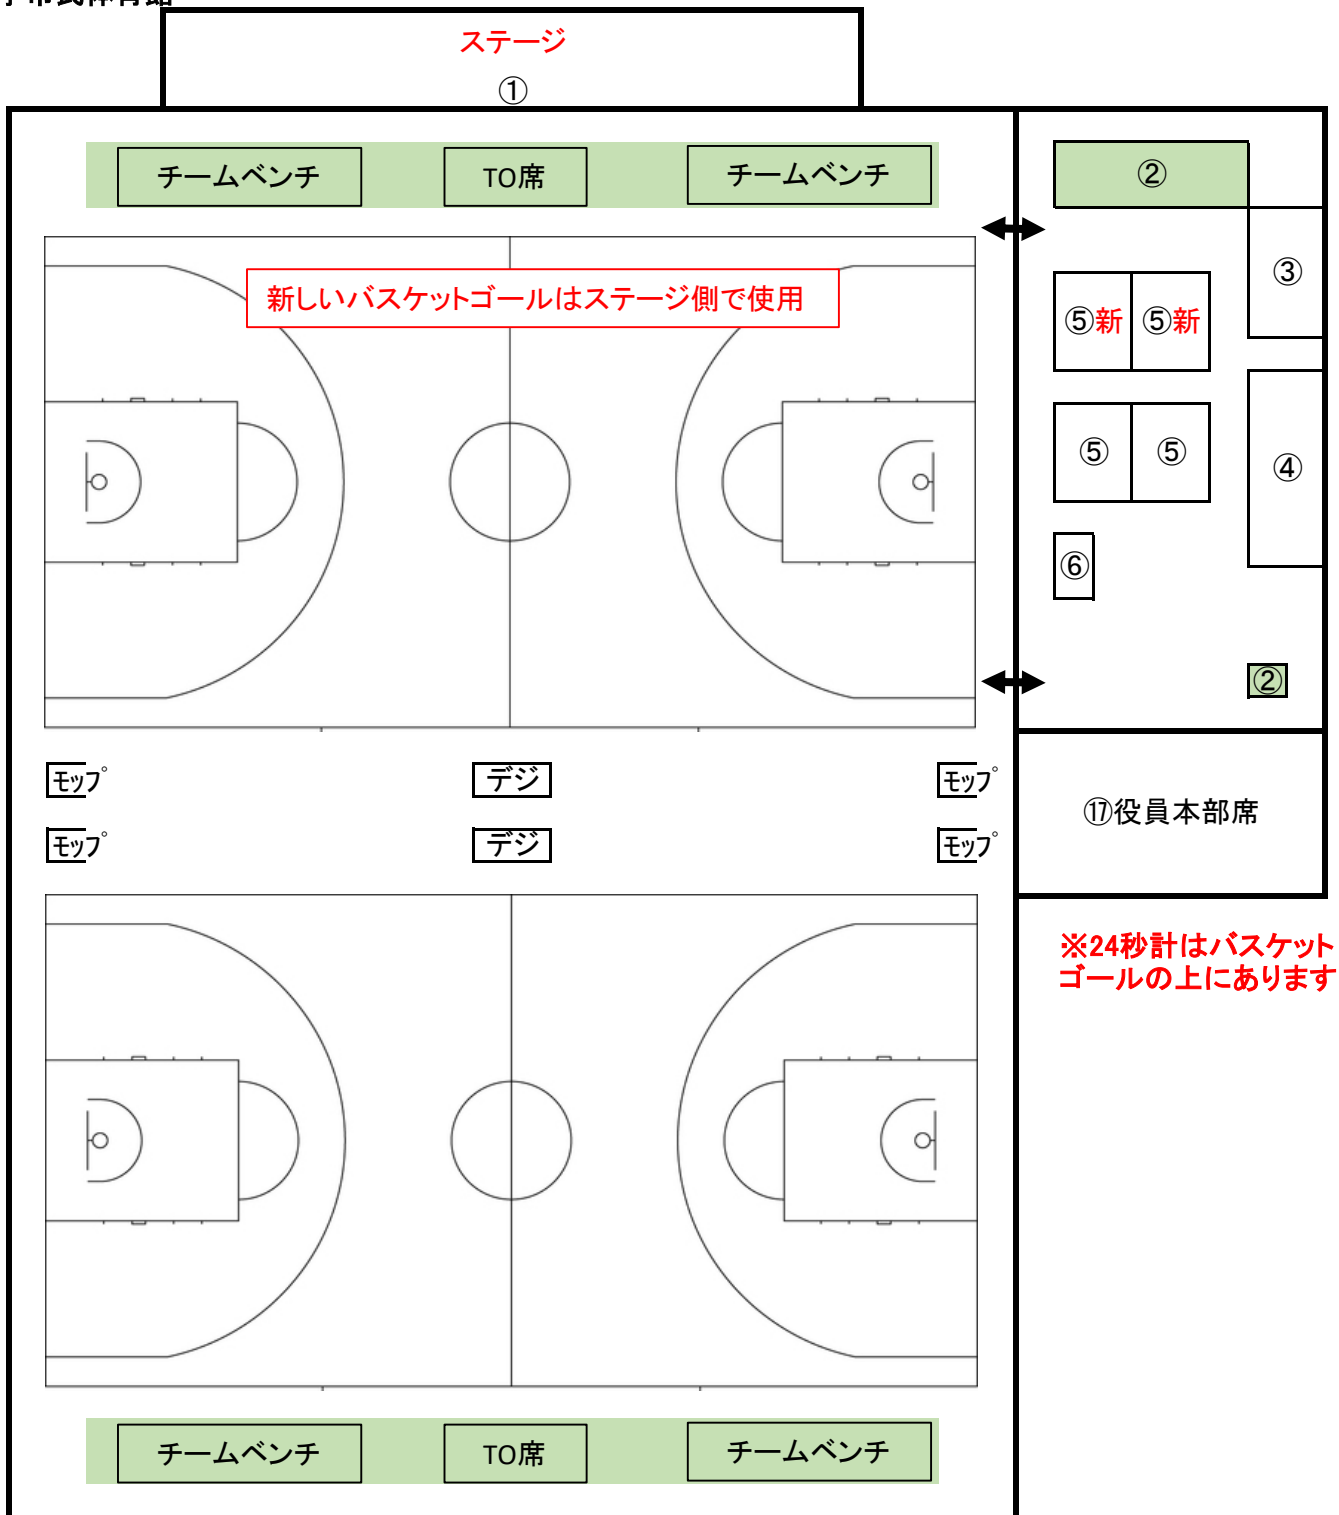 市民体育館
ステージ
①
チームベンチ
TO席
チームベンチ
②
新しいバスケットゴールはステージ側で使用
③
⑤新
⑤新
⑤
⑤
④
⑥
②
モップ
デジ
モップ
モップ
デジ
モップ
⑰役員本部席
※24秒計はバスケット
ゴールの上にあります
チームベンチ
TO席
チームベンチ